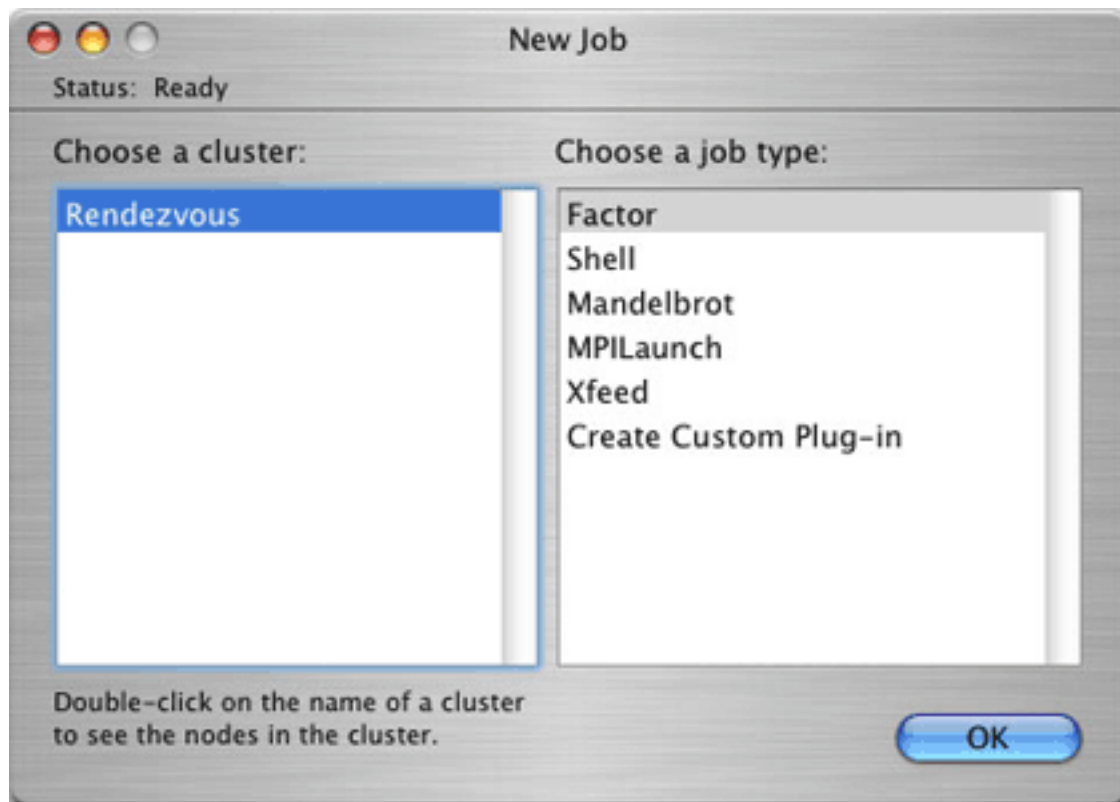 New Job
Status: Ready
Choose a cluster:
Rendezvous
Choose a job type:
Factor
Shell
Mandelbrot
MPILaunch
Xfeed
Create Custom Plug-in
Double-click on the name of a cluster
to see the nodes in the cluster.
OK